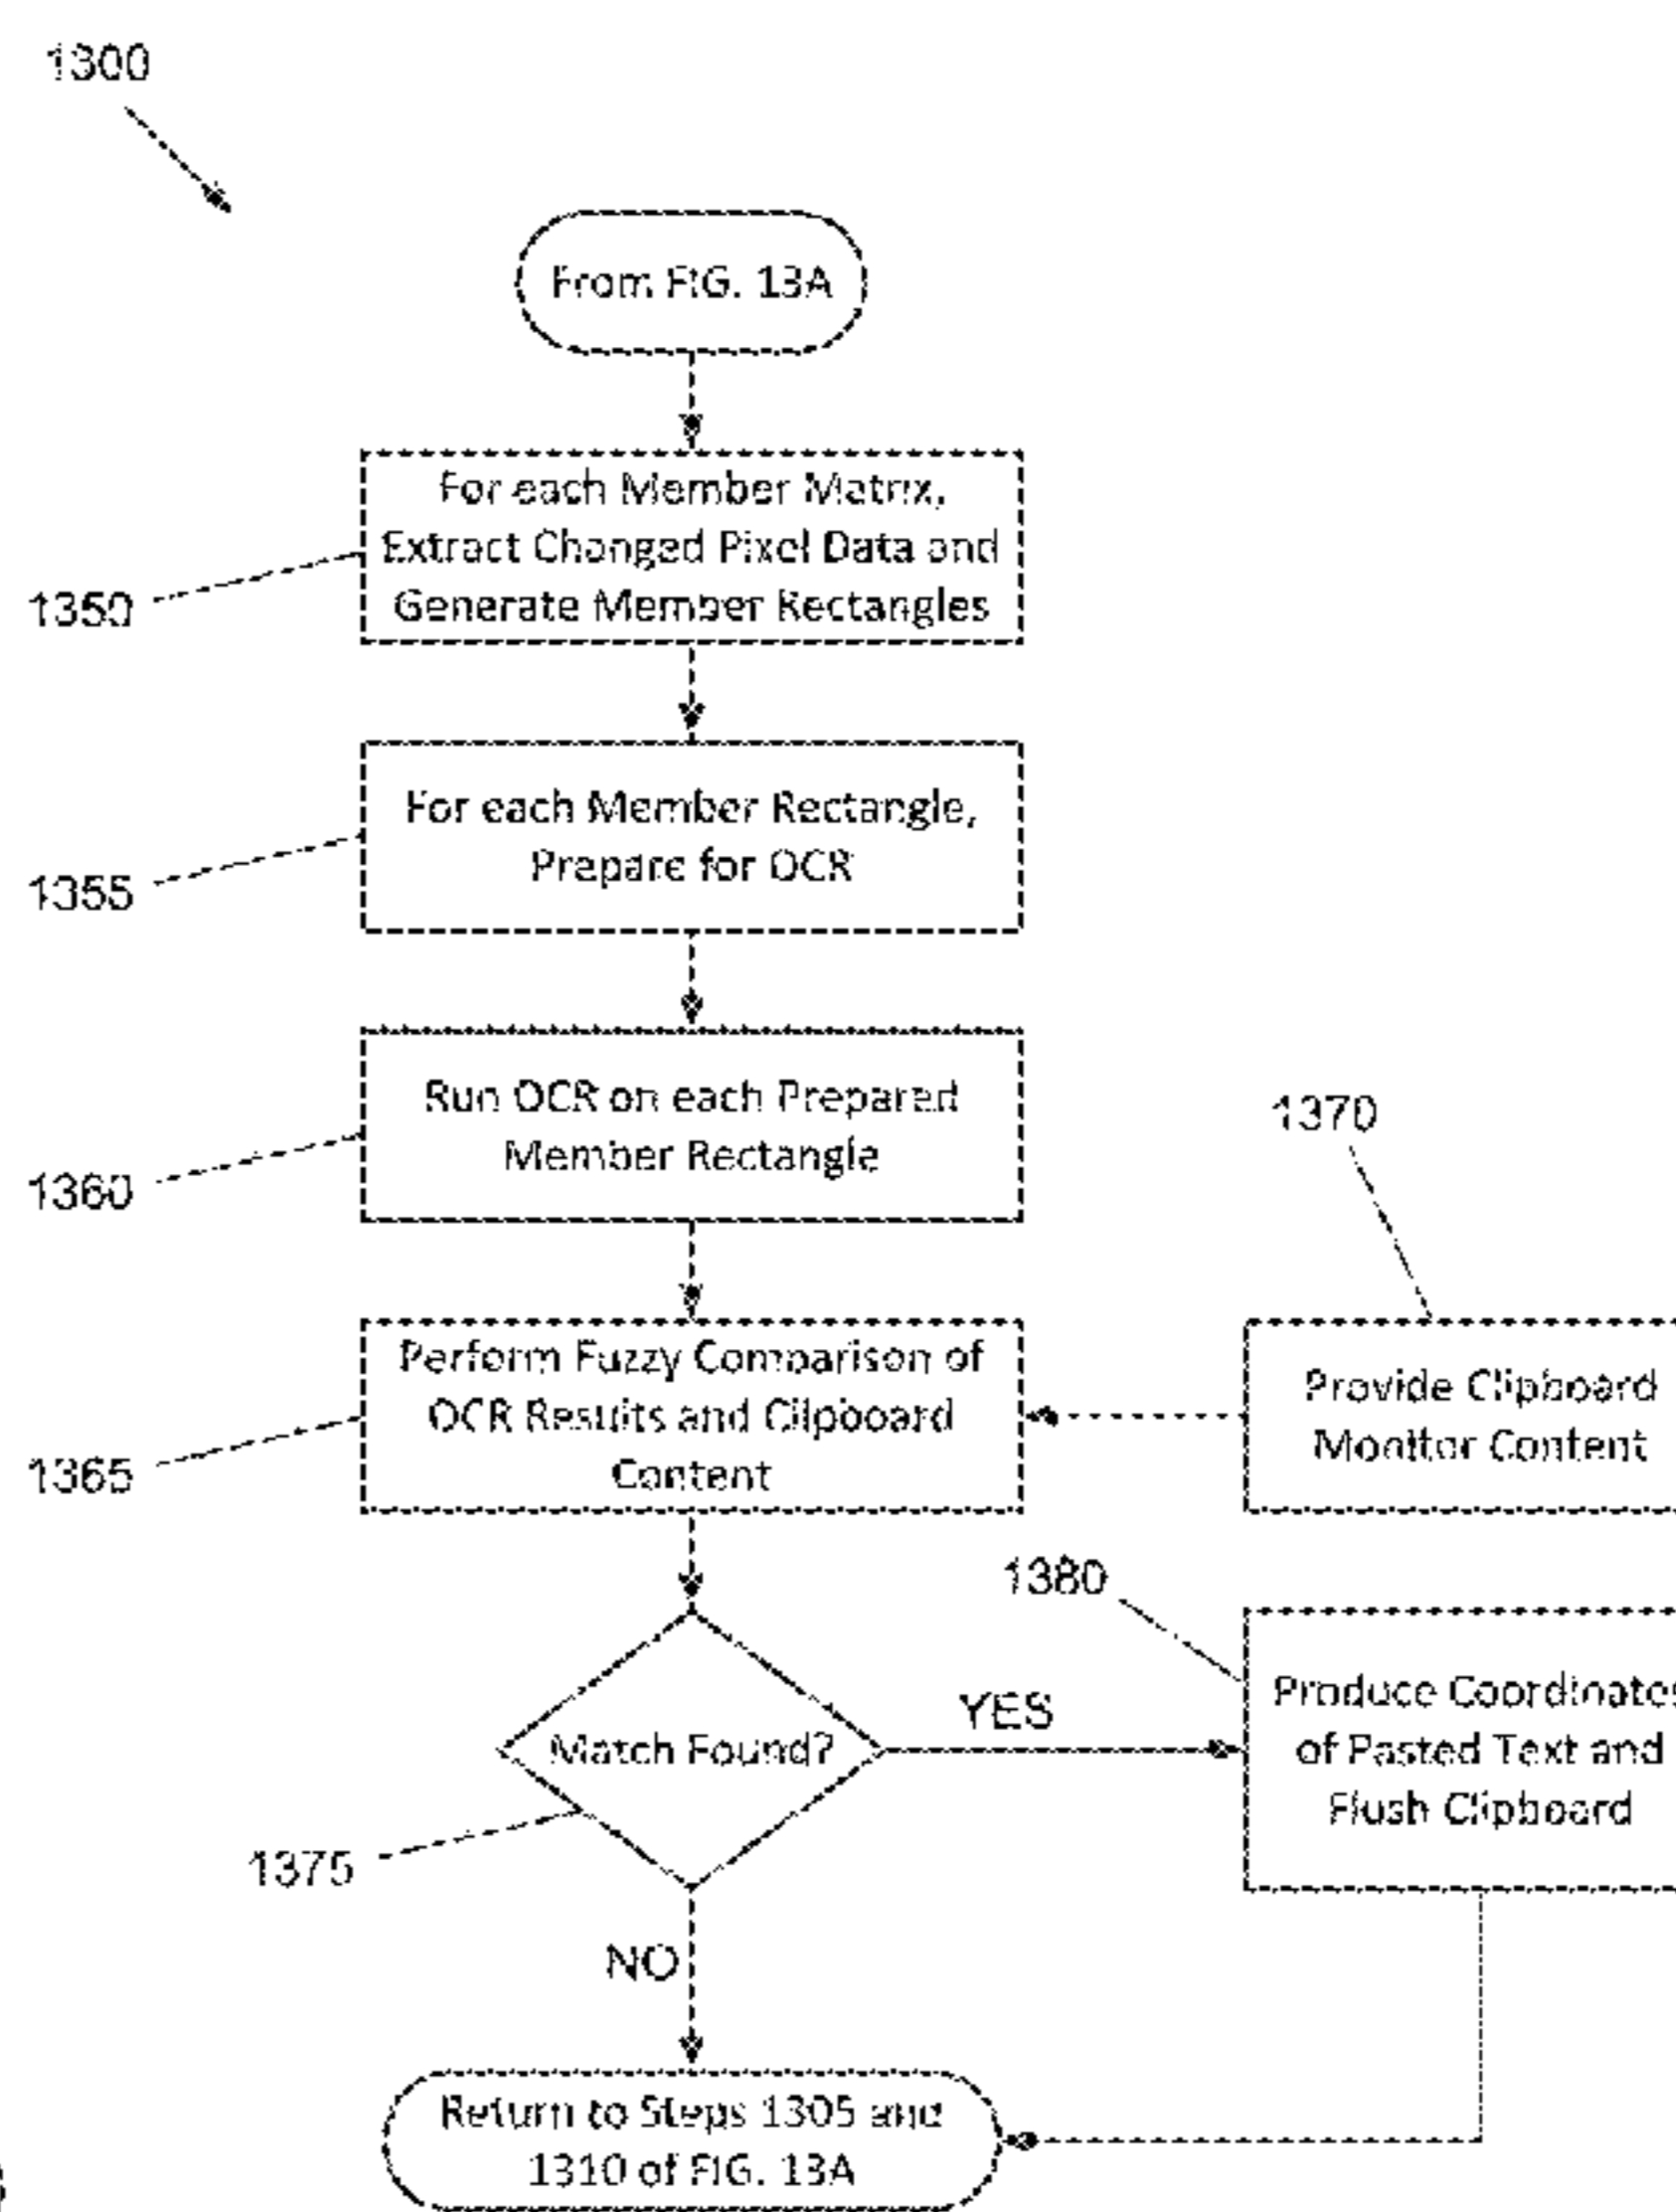 1300
From FIG. 13A
For each Member Matrix,
Extract Changed Pixel Data and
Generate Member Rectangles
1350
For each Member Rectangle,
Prepare for OCR
1355
Run OCR on each Prepared
Member Rectangle
1360
1370
Perform Fuzzy Comparison of
OCR Results and Clipboard
Content
1365
Provide Clipboard
Monitor Content
1380
Match Found?
YES
Produce Coordinates
of Pasted Text and
Flush Clipboard
1375
NO
Return to Steps 1305 and
1310 of FIG. 13A